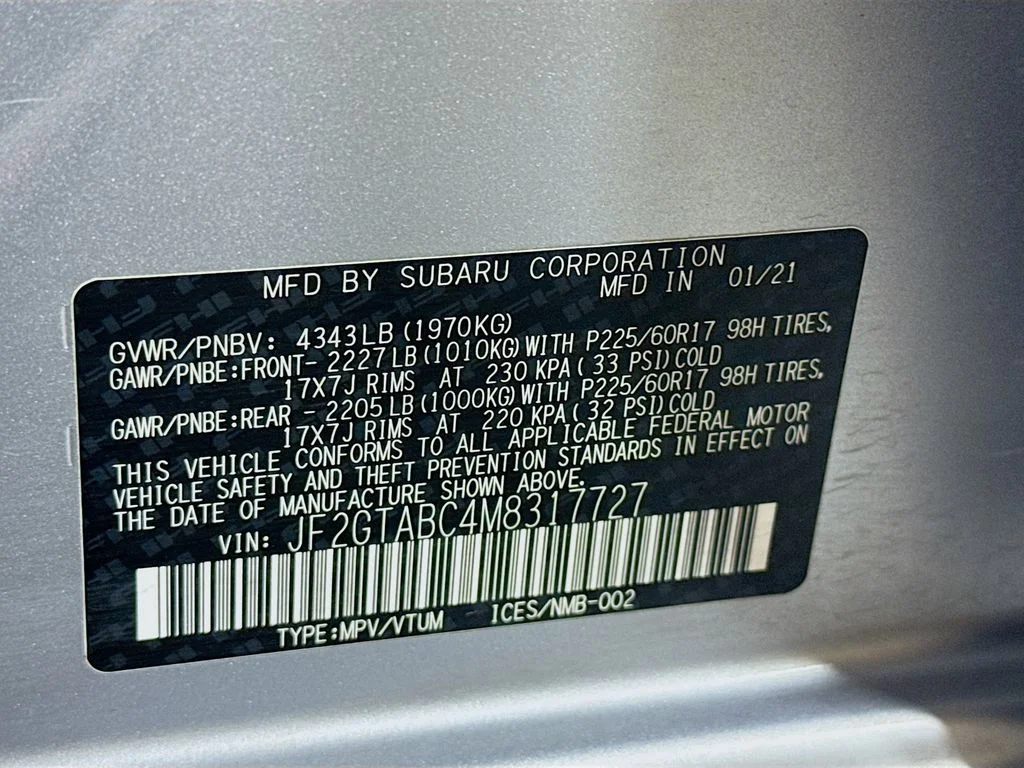 MFD BY SUBARU CORPORATION
MFD IN 01/21
GVWR/PNBV: 4343LB (1970KG)
GAWR/PNBE:FRONT- 2227LB (1010KG) WITH P225/60R17 98H TIRES,
17X7J RIMS AT 230 KPA( 33 PSI) COLD
GAWR/PNBE:REAR - 2205LB (1000KG) WITH P225/60R17 98H TIRES,
17X7J RIMS AT 220 KPA( 32 PSI) COLD
THIS VEHICLE CONFORMS TO ALL APPLICABLE FEDERAL MOTOR
VEHICLE SAFETY AND THEFT PREVENTION STANDARDS IN EFFECT ON
THE DATE OF MANUFACTURE SHOWN ABOVE.
VIN: JF2GTABC4M8317727
TYPE:MPV/VTUM ICES/NMB-002